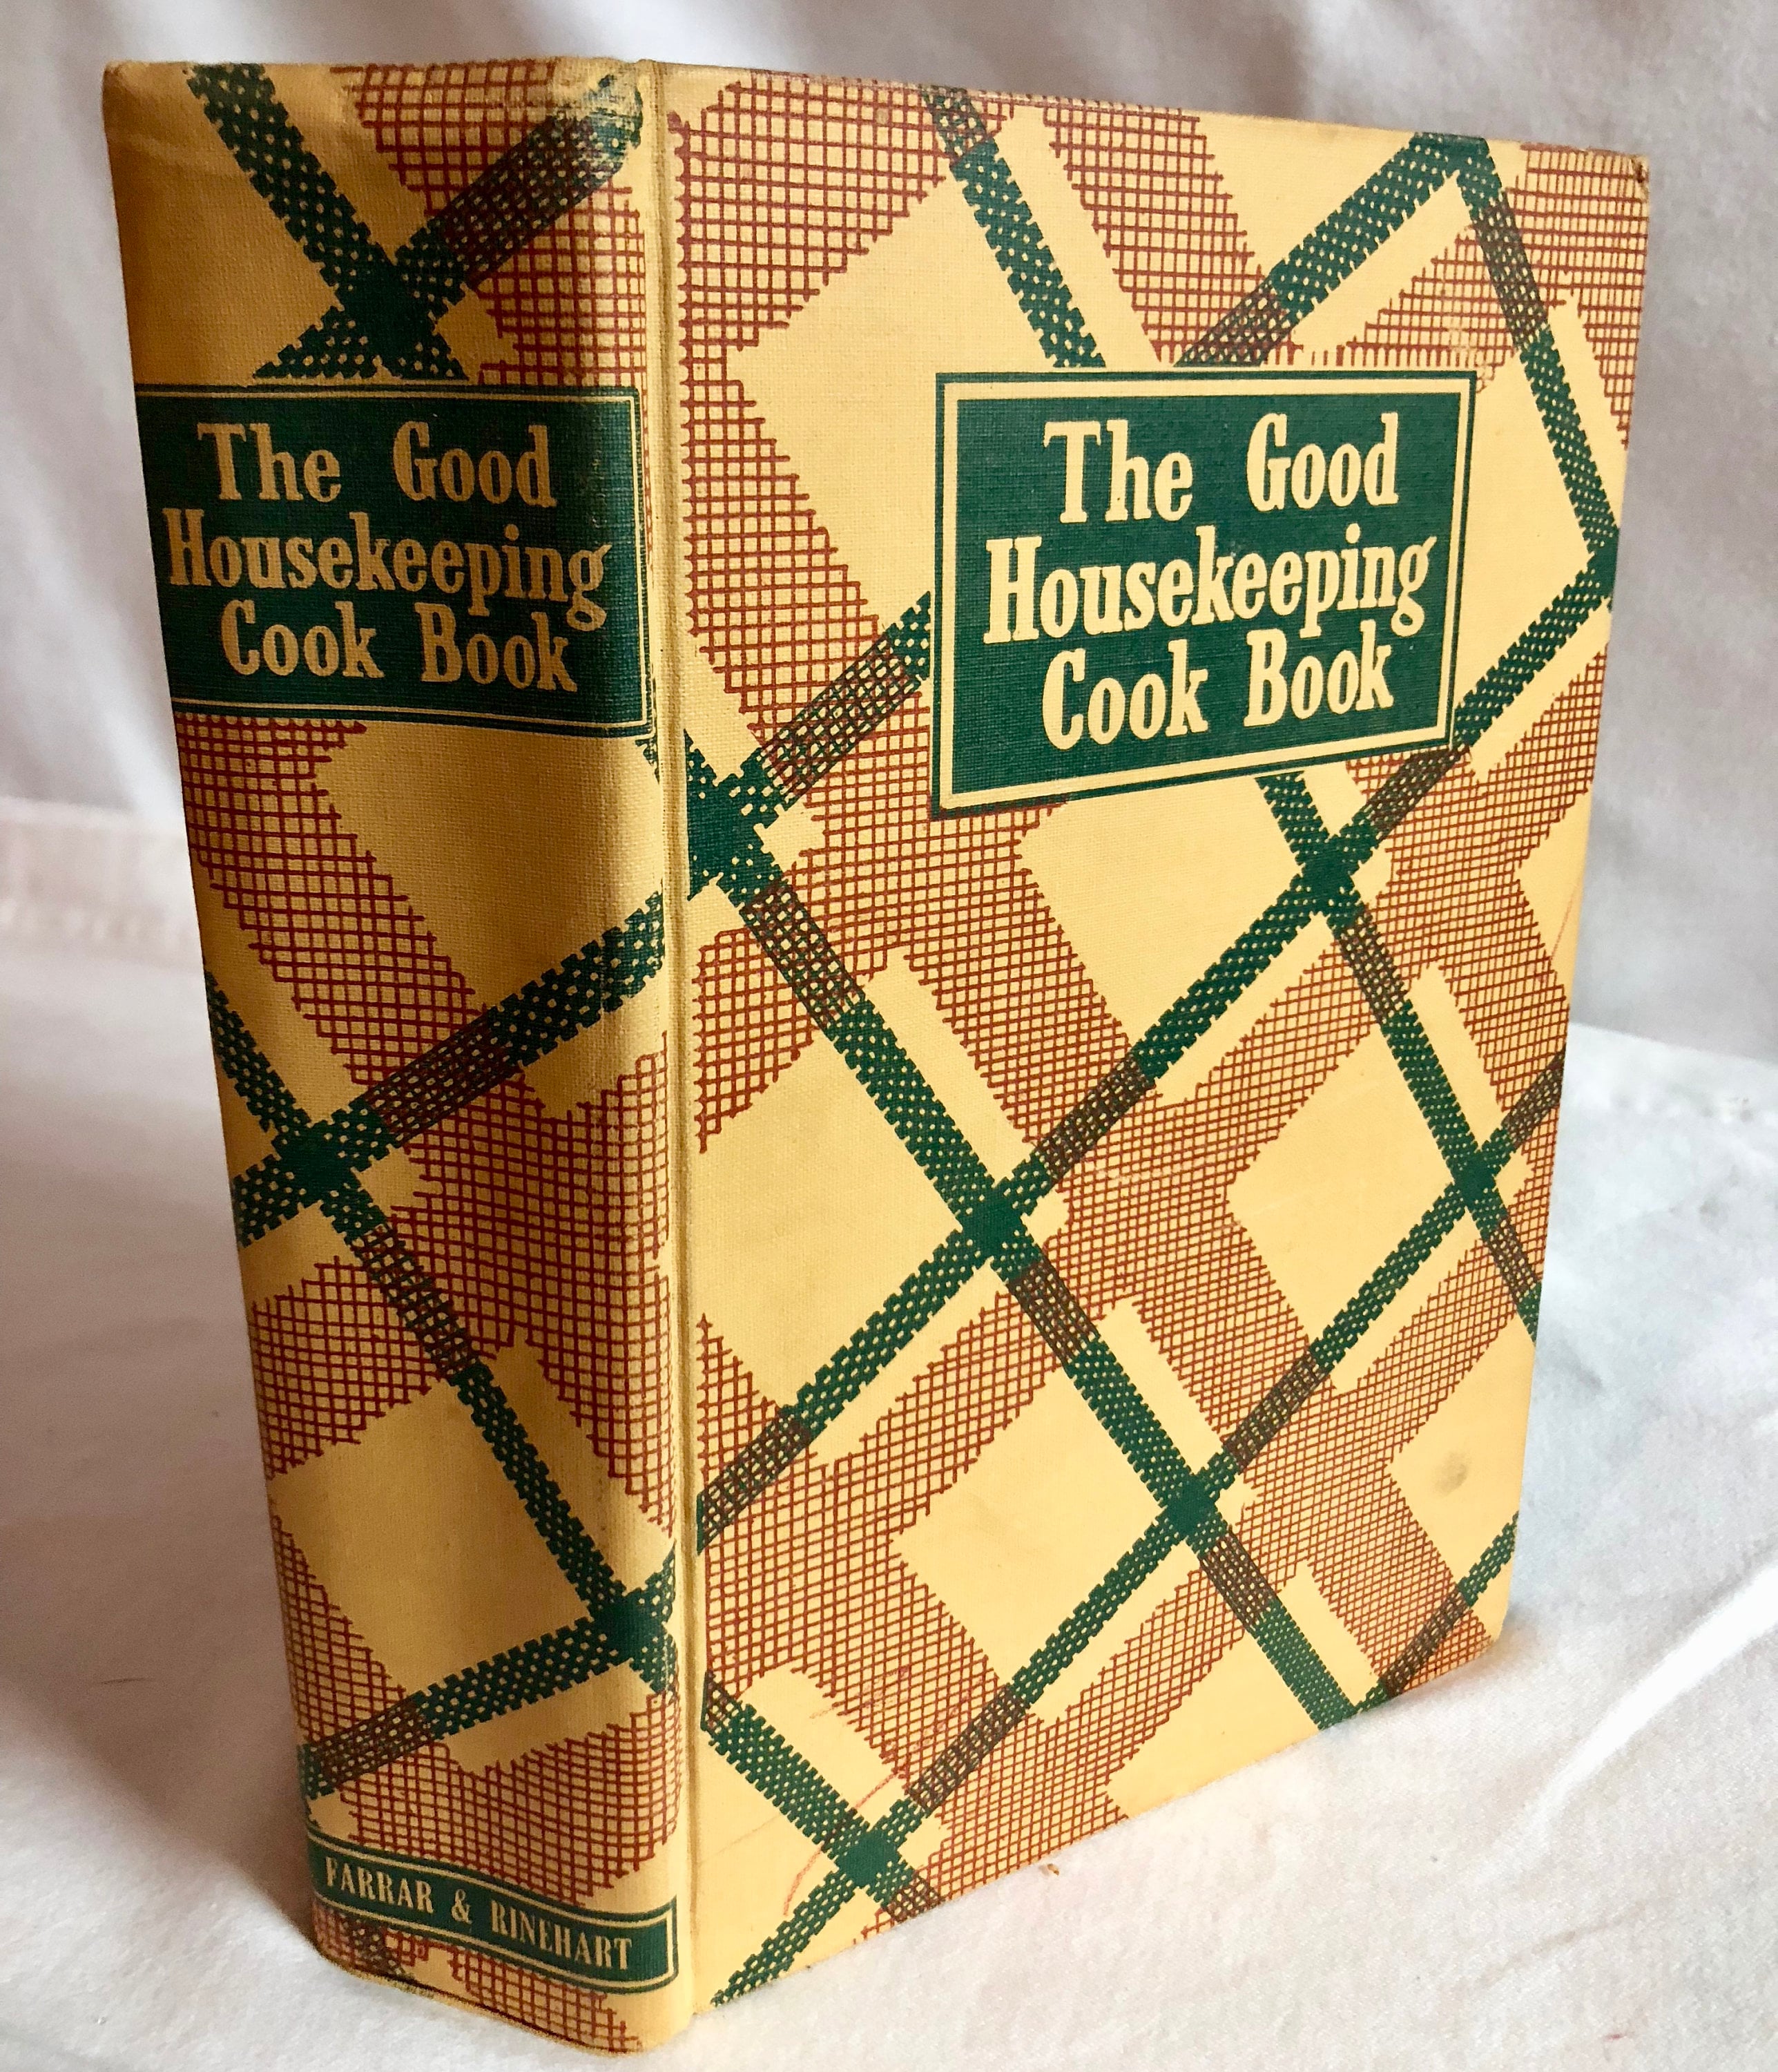 The Good
Housekeeping
Cook Book
FARRAR & RINEHART
The Good
Housekeeping
Cook Book